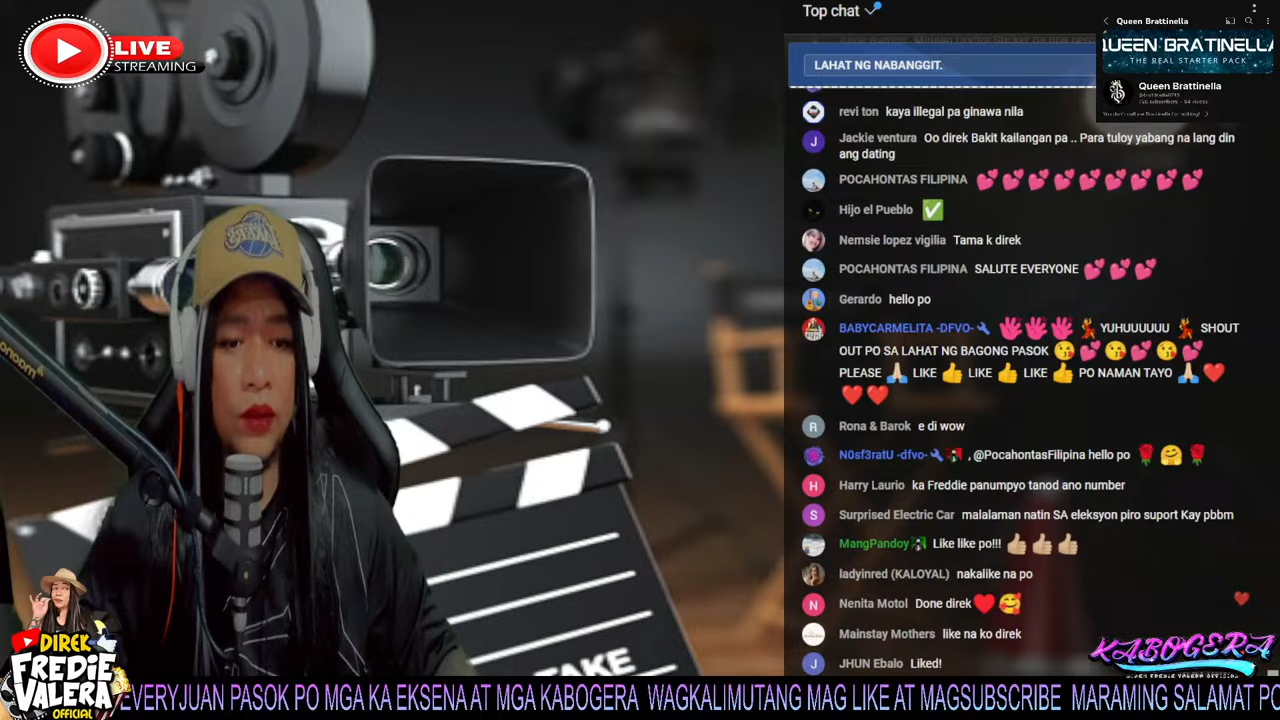 LIVE
STREAMING
Top chat
Queen Brattinella
QUEEN BRATINELLA
THE REAL STARTER PACK
Queen Brattinella
LAHAT NG NABANGGIT.
revi ton kaya illegal pa ginawa nila
Jackie ventura Oo direk Bakit kailangan pa .. Para tuloy yabang na lang din
ang dating
POCAHONTAS FILIPINA 💕💕💕💕💕💕💕💕💕
Hijo el Pueblo ✅
Nemsie lopez vigilia Tama k direk
POCAHONTAS FILIPINA SALUTE EVERYONE 💕💕💕
Gerardo hello po
BABYCARMELITA -DFVO- 🔧 👋👋👋 💃 YUHUUUUUU 💃 SHOUT
OUT PO SA LAHAT NG BAGONG PASOK 😘💕😘💕😘💕
PLEASE 🙏🏻 LIKE 👍 LIKE 👍 LIKE 👍 PO NAMAN TAYO 🙏🏻 ❤️
❤️❤️
Rona & Barok e di wow
N0sf3ratU -dfvo- 🔧 , @PocahontasFilipina hello po 🌹 🤗 🌹
Harry Laurio ka Freddie panumpyo tanod ano number
Surprised Electric Car malalaman natin SA eleksyon piro suport Kay pbbm
MangPandoy Like like po!!! 👍🏼👍🏼👍🏼
ladyinred (KALOYAL) nakalike na po
Nenita Motol Done direk❤️🥰
Mainstay Mothers like na ko direk
JHUN Ebalo Liked!
TAKE
DIREK
FREDIE
VALERA
OFFICIAL
KABOGERA
EVERYJUAN PASOK PO MGA KA EKSENA AT MGA KABOGERA WAGKALIMUTANG MAG LIKE AT MAGSUBSCRIBE MARAMING SALAMAT PO